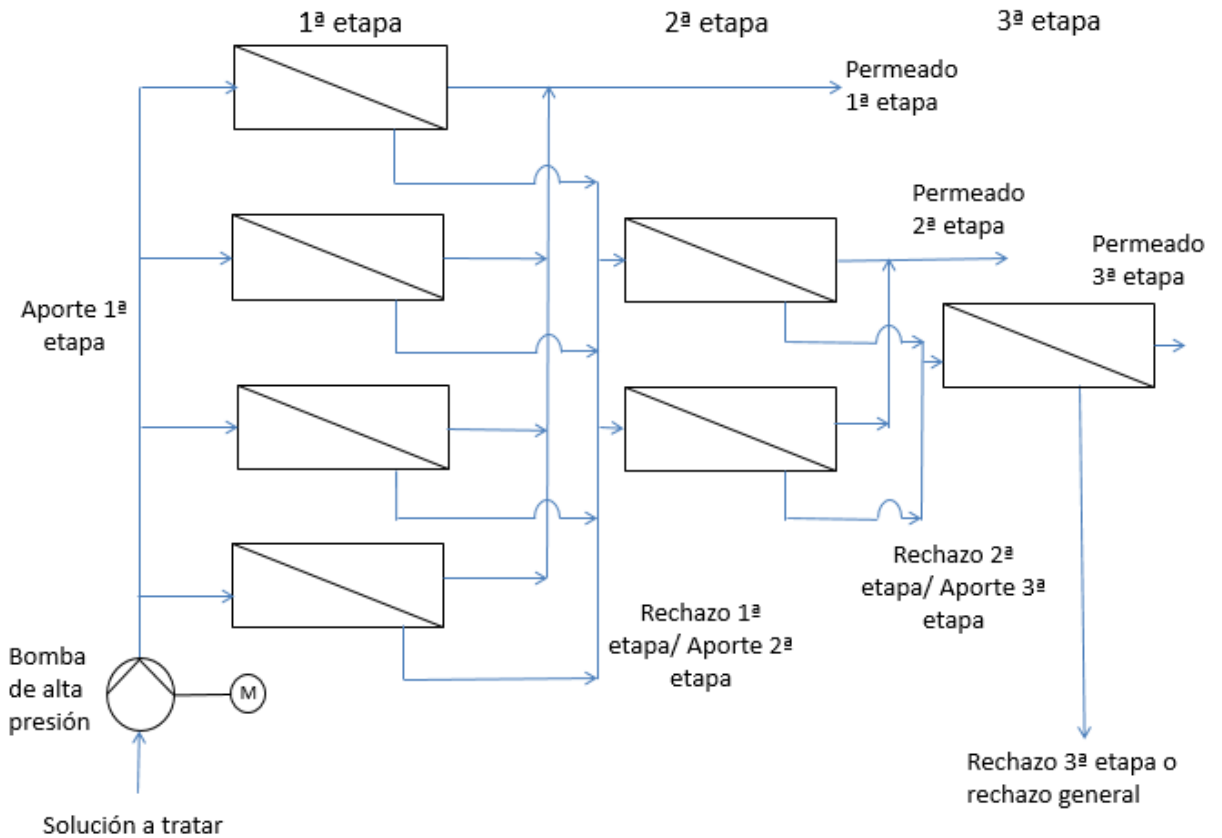 1ª etapa
2ª etapa
3ª etapa
Permeado
1ª etapa
Permeado
2ª etapa
Permeado
3ª etapa
Aporte 1ª
etapa
Rechazo 2ª
etapa/ Aporte 3ª
etapa
Rechazo 1ª
etapa/ Aporte 2ª
etapa
Bomba
de alta
presión
M
Rechazo 3ª etapa o
rechazo general
Solución a tratar